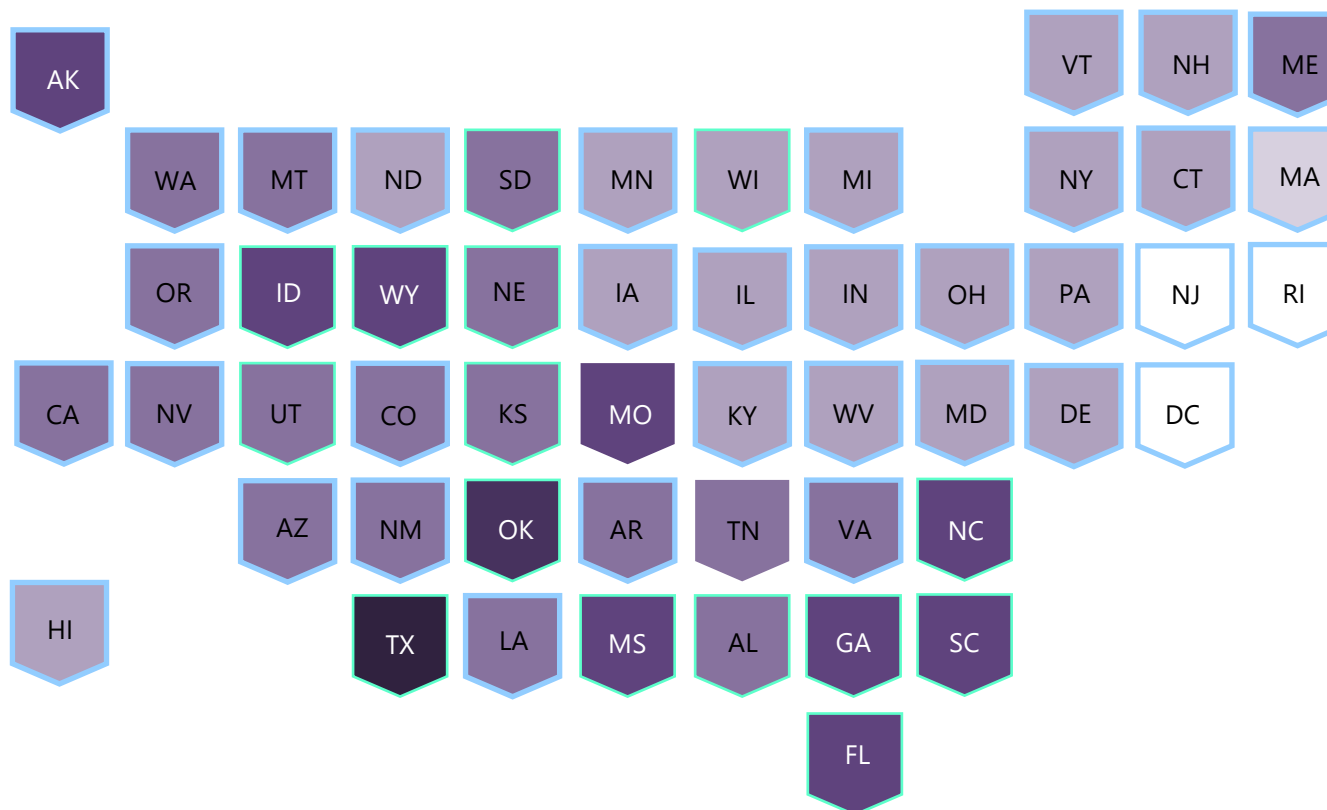 VT NH ME
AK
WA MT ND SD MN WI MI NY CT MA
OR ID WY NE IA IL IN OH PA NJ RI
CA NV UT CO KS MO KY WV MD DE DC
AZ NM OK AR TN VA NC
HI TX LA MS AL GA SC
FL